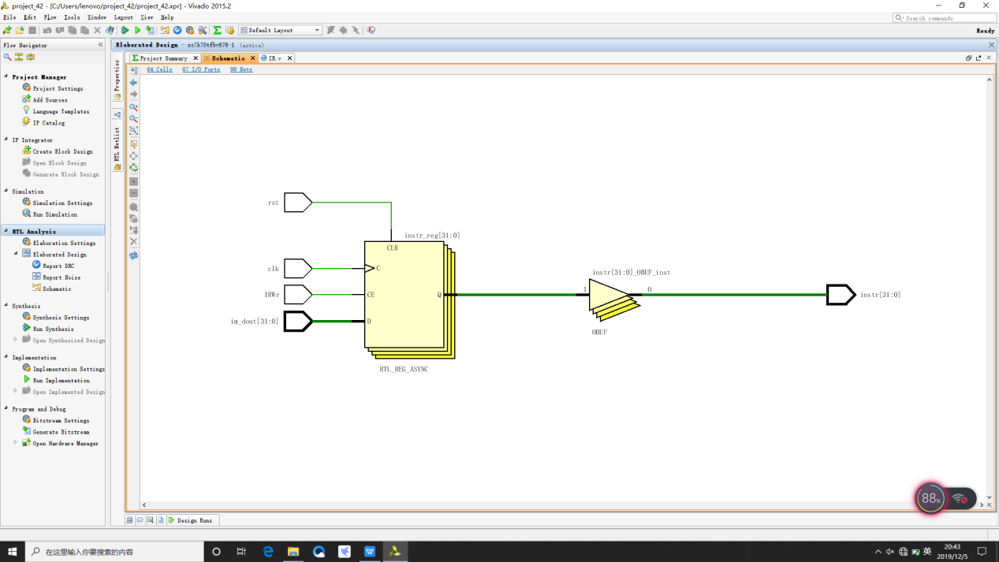 project_42 - [C:/Users/lenovo/project_42/project_42.xpr] - Vivado 2015.2
File Edit Flow Tools Window Layout View Help
Search commands
Default Layout
Ready
Flow Navigator
Elaborated Design - xc7k70tfbv676-1 (active)
Project Summary
Schematic
IR.v
64 Cells
67 I/O Ports
99 Nets
Properties
RTL Netlist
Project Manager
Project Settings
Add Sources
Language Templates
IP Catalog
IP Integrator
Create Block Design
Open Block Design
Generate Block Design
Simulation
Simulation Settings
Run Simulation
RTL Analysis
Elaboration Settings
Elaborated Design
Report DRC
Report Noise
Schematic
Synthesis
Synthesis Settings
Run Synthesis
Open Synthesized Design
Implementation
Implementation Settings
Run Implementation
Open Implemented Design
Program and Debug
Bitstream Settings
Generate Bitstream
Open Hardware Manager
rst
instr_reg[31:0]
CLR
clk
C
IRWr
CE
Q
im_dout[31:0]
D
RTL_REG_ASYNC
instr[31:0]_OBUF_inst
I
O
OBUF
instr[31:0]
88%
Design Runs
在这里输入你要搜索的内容
英
20:43
2019/12/5